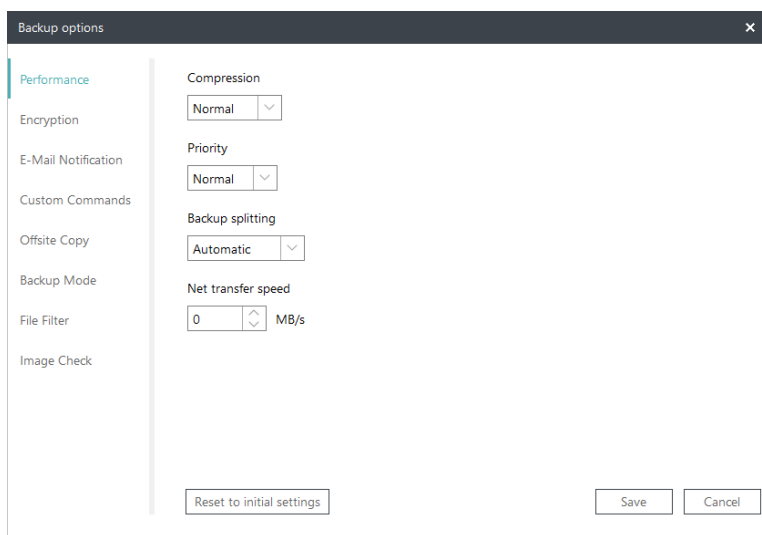 Backup options
Performance
Encryption
E-Mail Notification
Custom Commands
Offsite Copy
Backup Mode
File Filter
Image Check
Compression
Normal
Priority
Normal
Backup splitting
Automatic
Net transfer speed
0 MB/s
Reset to initial settings Save Cancel